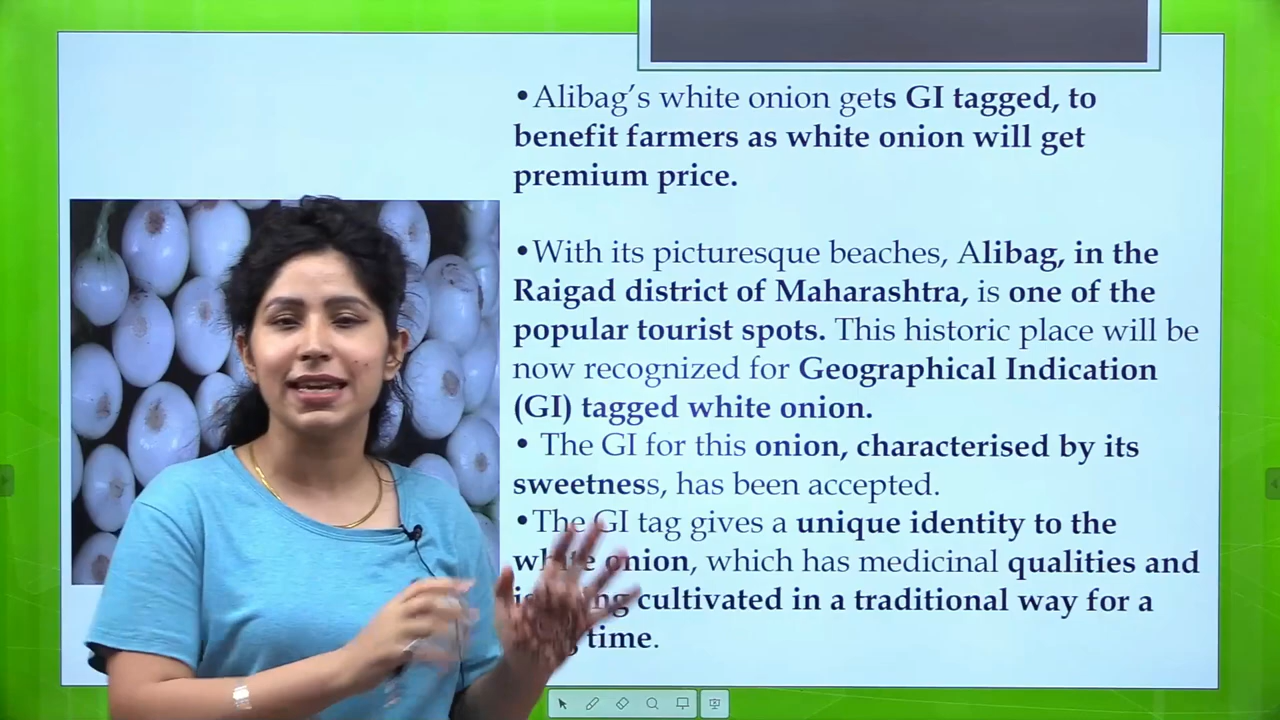 •Alibag’s white onion gets GI tagged, to
benefit farmers as white onion will get
premium price.
•With its picturesque beaches, Alibag, in the
Raigad district of Maharashtra, is one of the
popular tourist spots. This historic place will be
now recognized for Geographical Indication
(GI) tagged white onion.
• The GI for this onion, characterised by its
sweetness, has been accepted.
•The GI tag gives a unique identity to the
white onion, which has medicinal qualities and
cultivated in a traditional way for a
time.